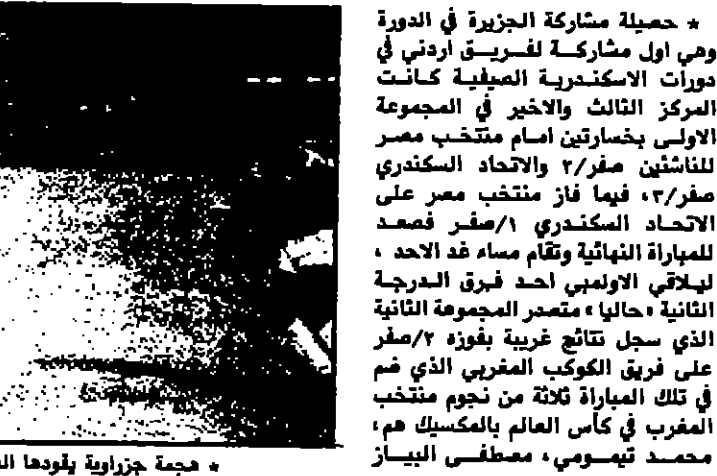 * حصيلة مشاركة الجزيرة في الدورة
وهي اول مشاركة لفريق اردني في
دورات الاسكندرية الصيفية كانت
المركز الثالث والاخير في المجموعة
الاولى بخسارتين امام منتخب مصر
للناشئين صفر/٢ والاتحاد السكندري
صفر/٣، فيما فاز منتخب مصر على
الاتحاد السكندري ١/صفر فصعد
للمباراة النهائية وتقام مساء غد الاحد ،
ليلاقي الاولمبي احد فرق الدرجة
الثانية «حاليا» متصدر المجموعة الثانية
الذي سجل نتائج غريبة بفوزه ٢/صفر
على فريق الكوكب المغربي الذي ضم
في تلك المباراة ثلاثة من نجوم منتخب
المغرب في كأس العالم بالمكسيك هم،
محمد تيمومي، مصطفى البياز
* هجمة جزراوية يقودها